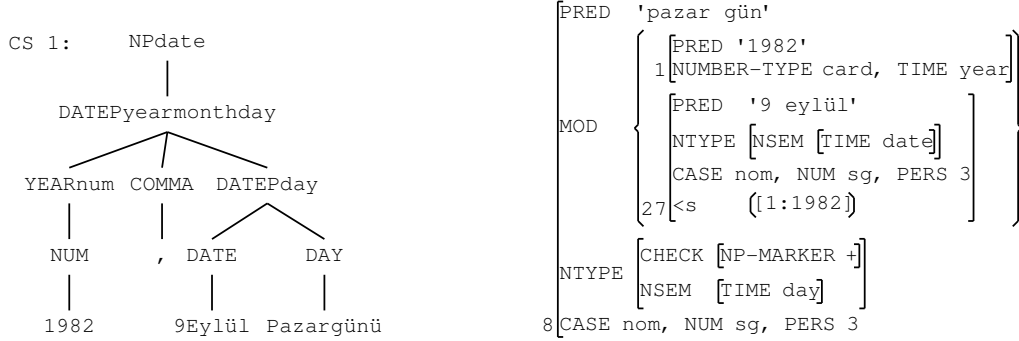 CS 1: NPdate
DATEPyearmonthday
YEARnum COMMA DATEPday
NUM , DATE DAY
1982 9Eylül Pazargünü
PRED 'pazar gün'
PRED '1982'
1 NUMBER-TYPE card, TIME year
MOD
PRED '9 eylül'
NTYPE [NSEM [TIME date]]
CASE nom, NUM sg, PERS 3
27 <s ([1:1982])
NTYPE
CHECK [NP-MARKER +]
NSEM [TIME day]
8 CASE nom, NUM sg, PERS 3